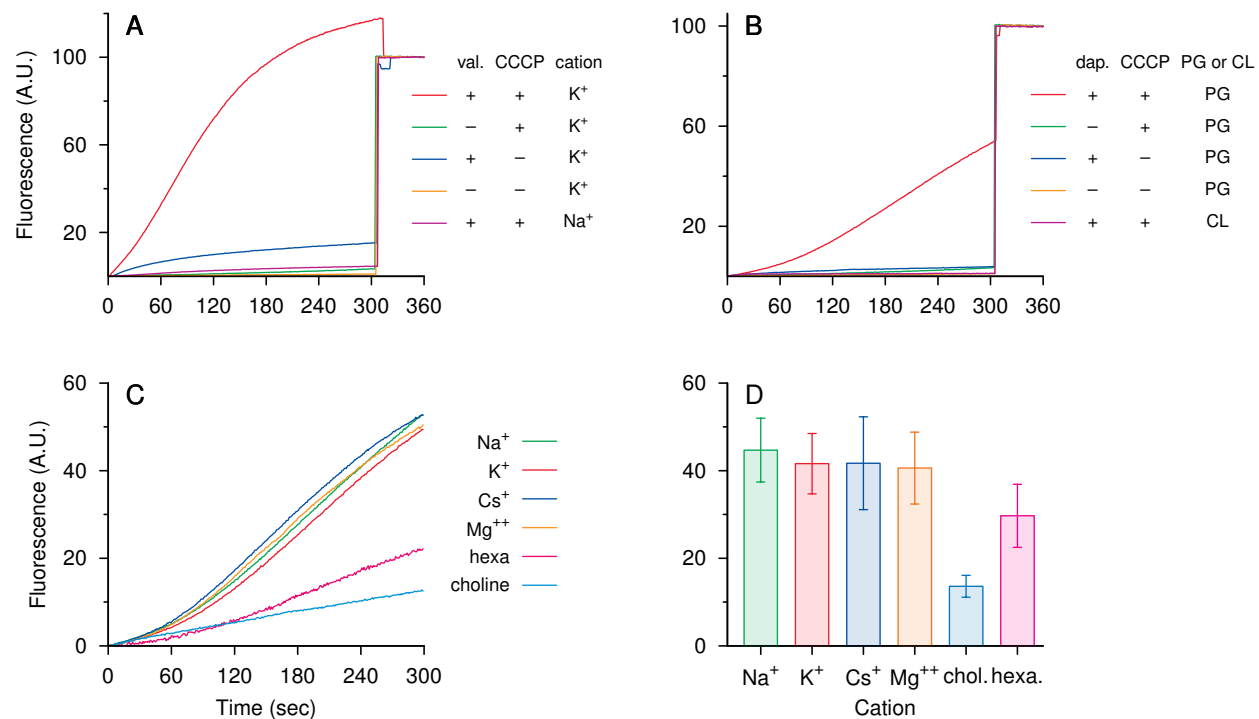 A
Fluorescence (A.U.)
100
60
20
0 60 120 180 240 300 360
val. CCCP cation
+ + K⁺
− + K⁺
+ − K⁺
− − K⁺
+ + Na⁺
B
100
60
20
0 60 120 180 240 300 360
dap. CCCP PG or CL
+ + PG
− + PG
+ − PG
− − PG
+ + CL
C
Fluorescence (A.U.)
60
40
20
0
0 60 120 180 240 300
Time (sec)
Na⁺
K⁺
Cs⁺
Mg⁺⁺
hexa
choline
D
60
40
20
0
Na⁺ K⁺ Cs⁺ Mg⁺⁺ chol. hexa.
Cation